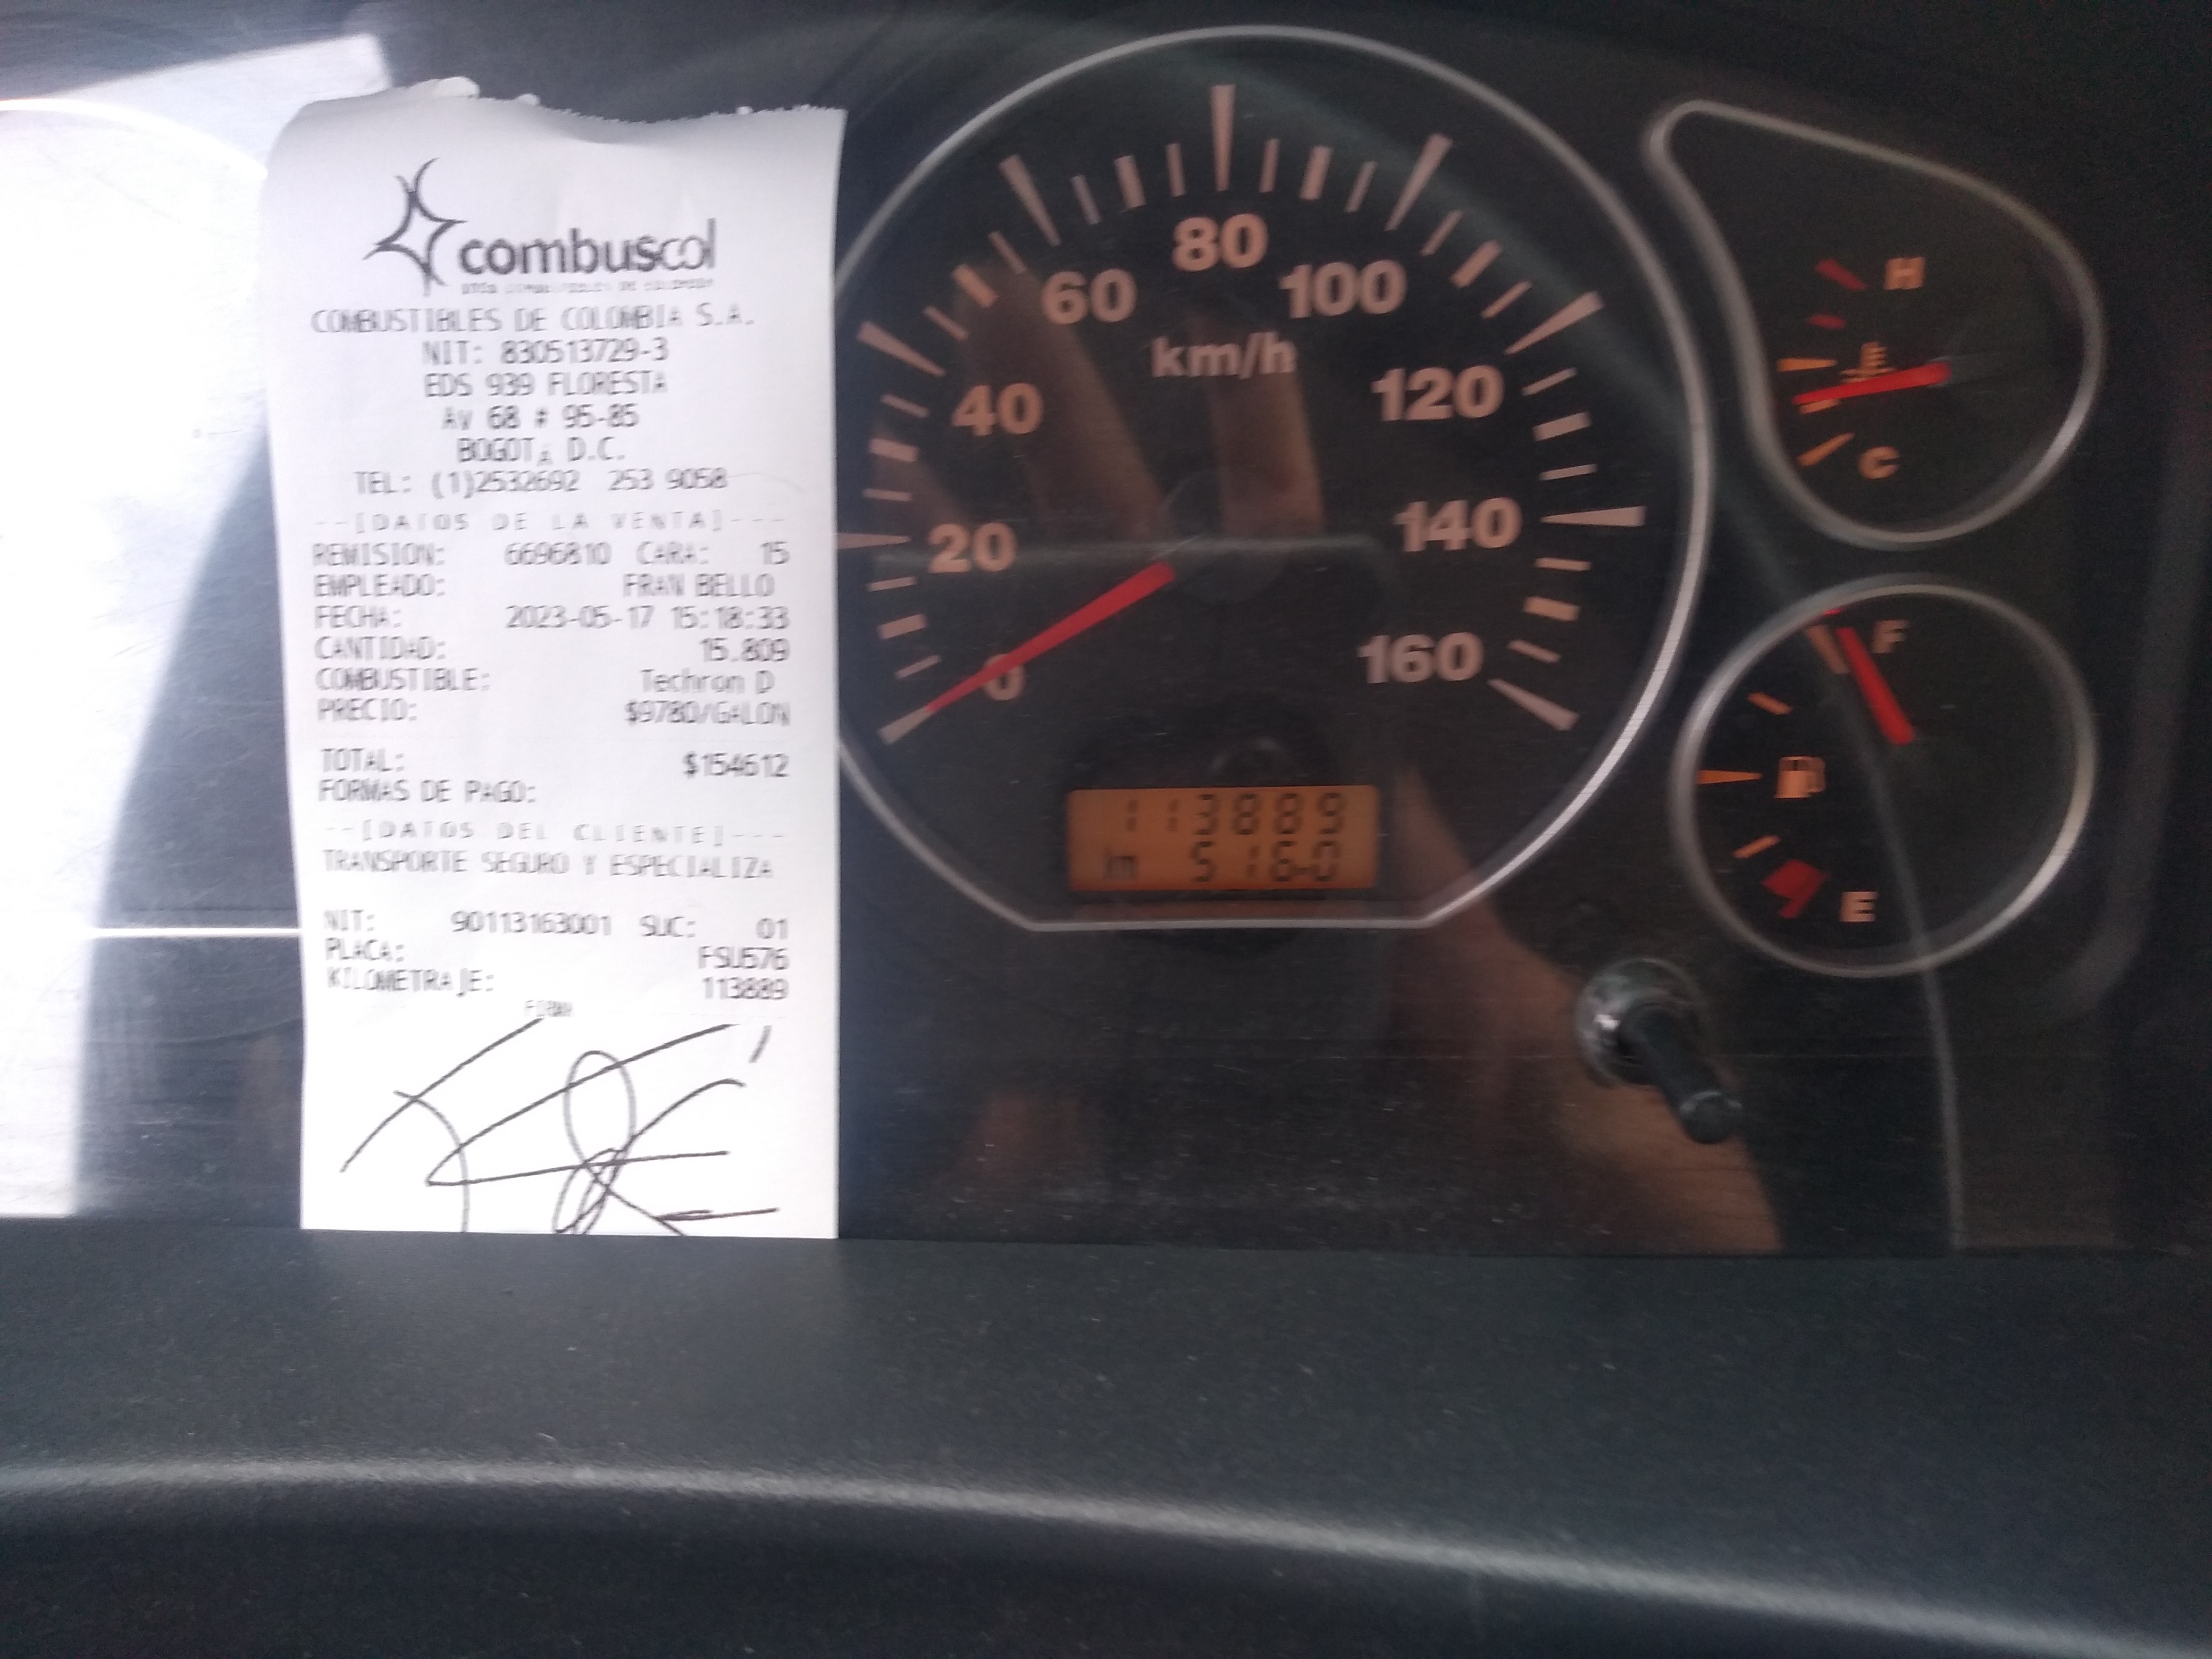 combuscol
COMBUSTIBLES DE COLOMBIA S.A.
NIT: 830513729-3
EDS 939 FLORESTA
Av 68 # 95-85
BOGOTA D.C.
TEL: (1)2532692 253 9058
--[DATOS DE LA VENTA]---
REMISION: 6696810 CARA: 15
EMPLEADO: FRAN BELLO
FECHA: 2023-05-17 15:18:33
CANTIDAD: 15.809
COMBUSTIBLE: Techron D
PRECIO: $9780/GALON
TOTAL: $154612
FORMAS DE PAGO:
--[DATOS DEL CLIENTE]---
TRANSPORTE SEGURO Y ESPECIALIZA
NIT: 90113163001 SUC: 01
PLACA: FSU576
KILOMETRAJE: 113889
FIRMA
0
20
40
60
80
100
120
140
160
km/h
113889
km 516.0
H
C
F
E